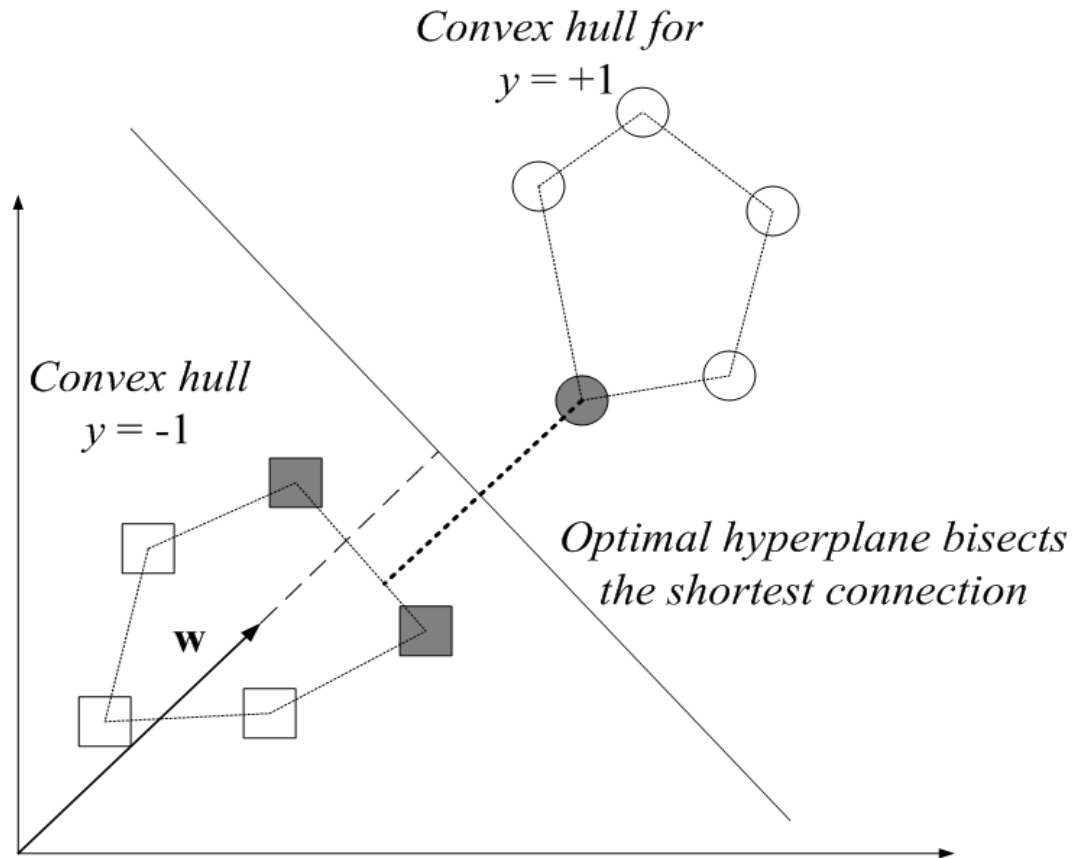 Convex hull for
y = +1
Convex hull
y = -1
Optimal hyperplane bisects
the shortest connection
w